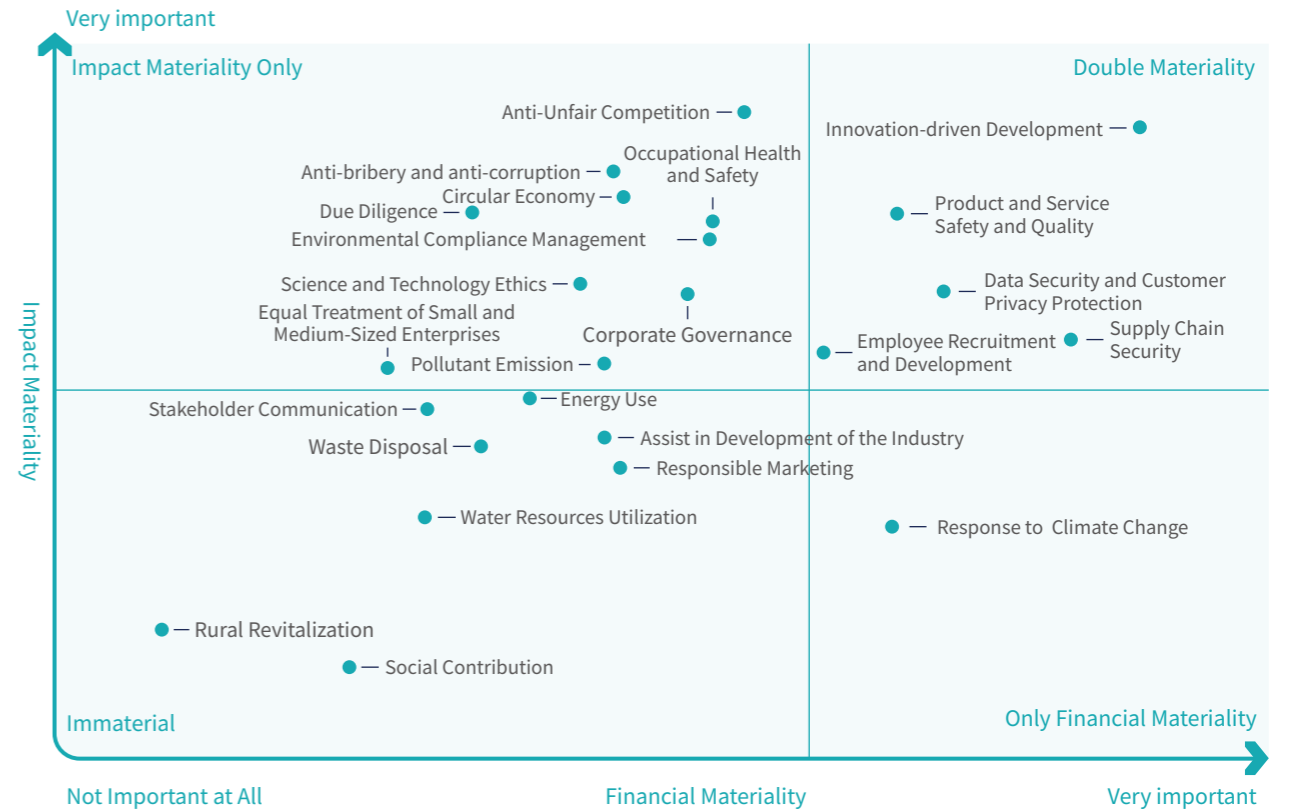 Very important
Impact Materiality Only
Double Materiality
Anti-Unfair Competition
Innovation-driven Development
Occupational Health
and Safety
Anti-bribery and anti-corruption
Circular Economy
Due Diligence
Product and Service
Safety and Quality
Environmental Compliance Management
Science and Technology Ethics
Data Security and Customer
Privacy Protection
Equal Treatment of Small and
Medium-Sized Enterprises
Corporate Governance
Supply Chain
Security
Employee Recruitment
and Development
Pollutant Emission
Impact Materiality
Energy Use
Stakeholder Communication
Assist in Development of the Industry
Waste Disposal
Responsible Marketing
Water Resources Utilization
Response to Climate Change
Rural Revitalization
Social Contribution
Immaterial
Only Financial Materiality
Not Important at All
Financial Materiality
Very important